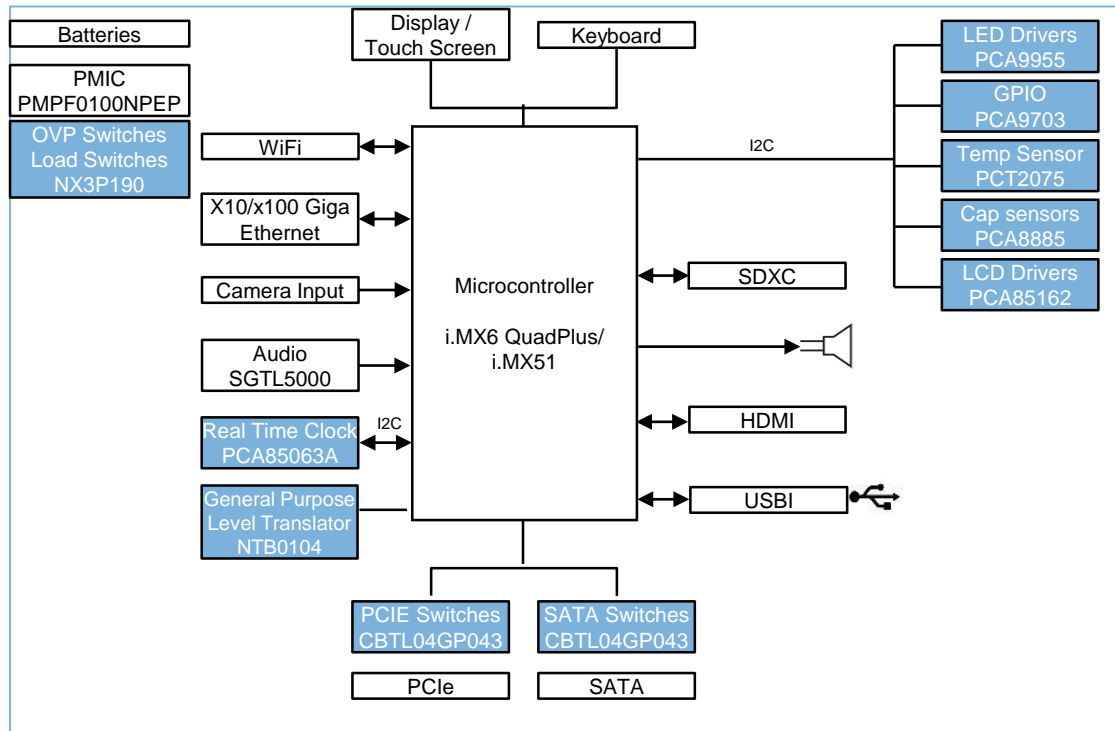 Batteries
PMIC
PMPF0100NPEP
OVP Switches
Load Switches
NX3P190
Display /
Touch Screen
Keyboard
WiFi
X10/x100 Giga
Ethernet
Camera Input
Audio
SGTL5000
Real Time Clock
PCA85063A
I2C
General Purpose
Level Translator
NTB0104
Microcontroller
i.MX6 QuadPlus/
i.MX51
I2C
LED Drivers
PCA9955
GPIO
PCA9703
Temp Sensor
PCT2075
Cap sensors
PCA8885
LCD Drivers
PCA85162
SDXC
HDMI
USBI
PCIE Switches
CBTL04GP043
SATA Switches
CBTL04GP043
PCIe
SATA